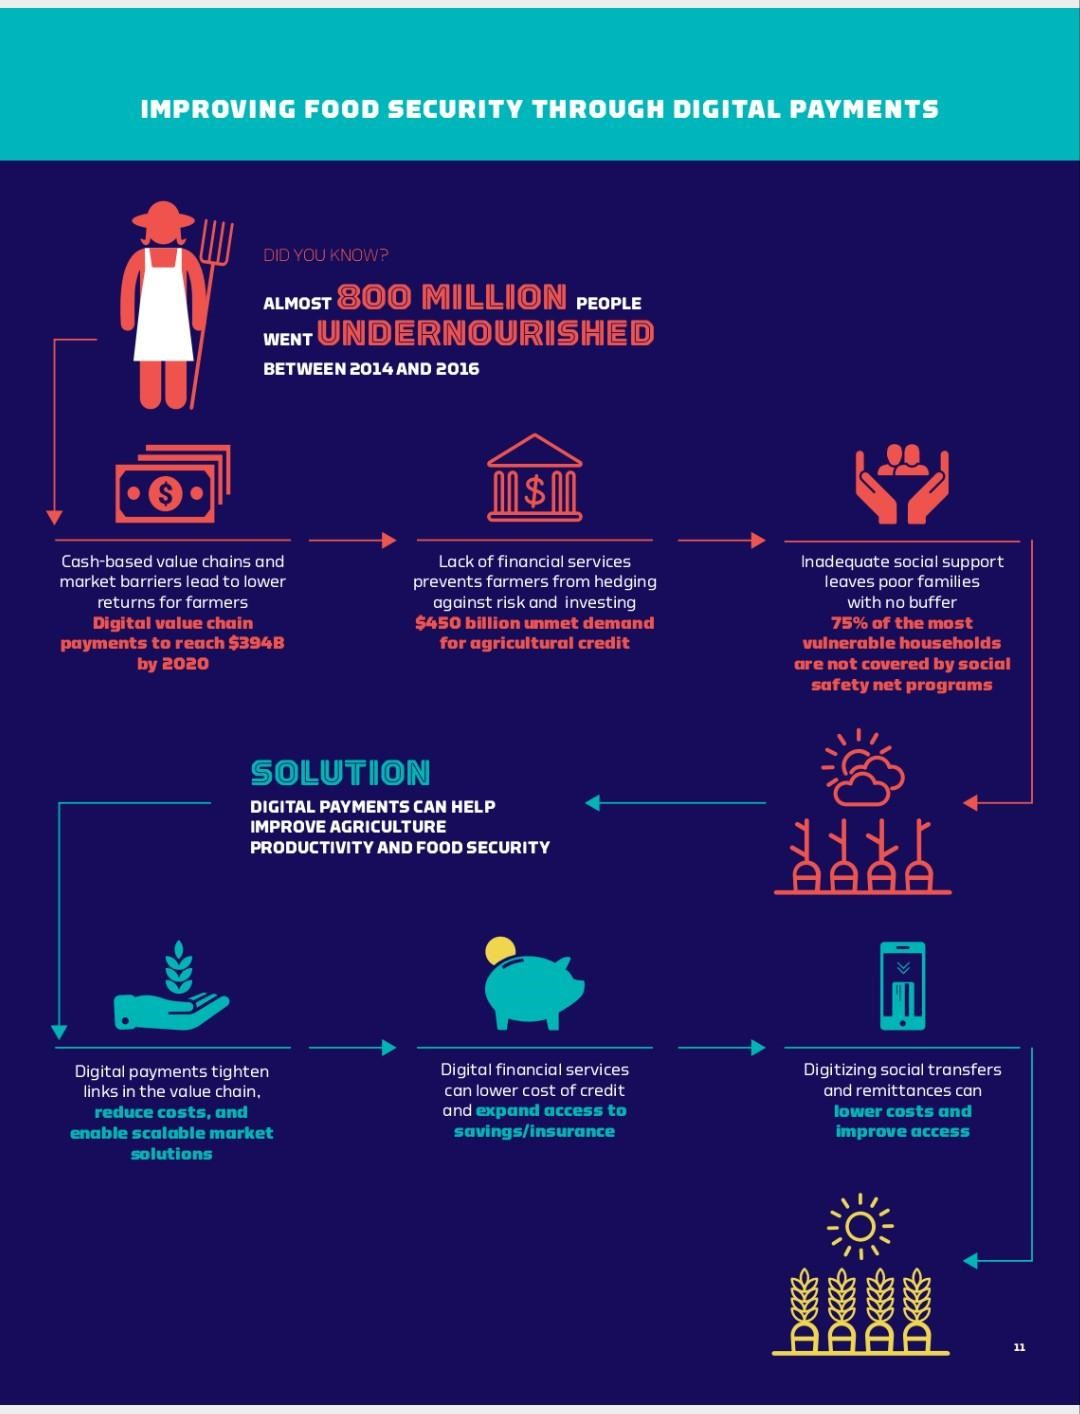 IMPROVING FOOD SECURITY THROUGH DIGITAL PAYMENTS
DID YOU KNOW?
ALMOST 800 MILLION PEOPLE
WENT UNDERNOURISHED
BETWEEN 2014 AND 2016
$
$
Cash-based value chains and
market barriers lead to lower
returns for farmers
Digital value chain
payments to reach $394B
by 2020
Lack of financial services
prevents farmers from hedging
against risk and investing
$450 billion unmet demand
for agricultural credit
Inadequate social support
leaves poor families
with no buffer
75% of the most
vulnerable households
are not covered by social
safety net programs
SOLUTION
DIGITAL PAYMENTS CAN HELP
IMPROVE AGRICULTURE
PRODUCTIVITY AND FOOD SECURITY
Digital payments tighten
links in the value chain,
reduce costs, and
enable scalable market
solutions
Digital financial services
can lower cost of credit
and expand access to
savings/insurance
Digitizing social transfers
and remittances can
lower costs and
improve access
11